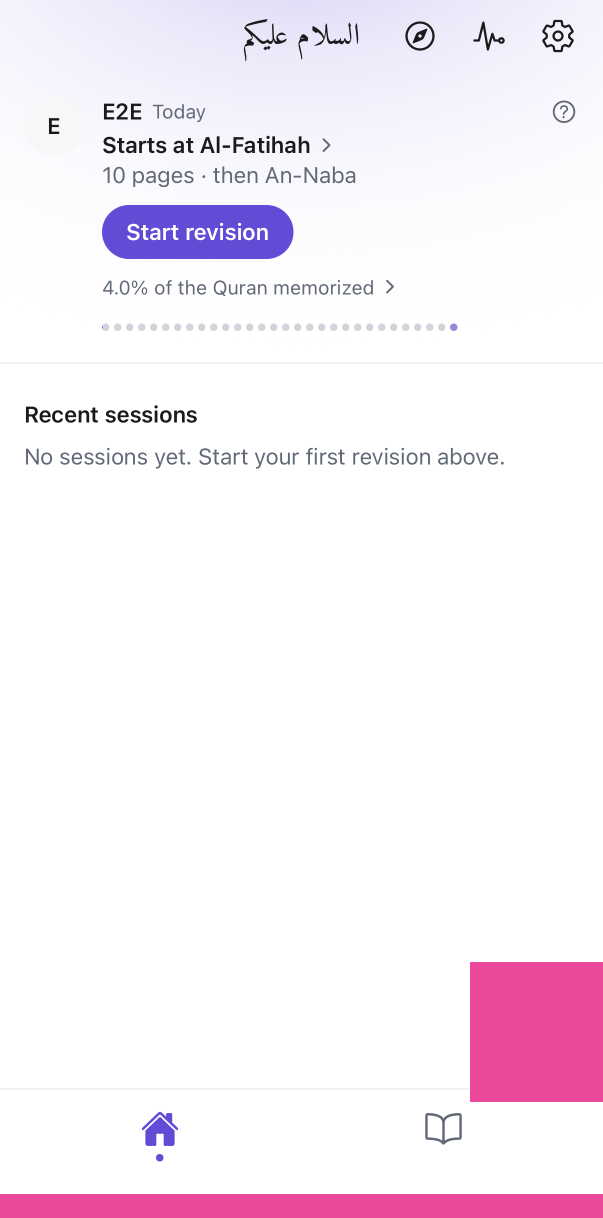 السلام عليكم
E
E2E Today
Starts at Al-Fatihah
10 pages · then An-Naba
Start revision
4.0% of the Quran memorized
Recent sessions
No sessions yet. Start your first revision above.